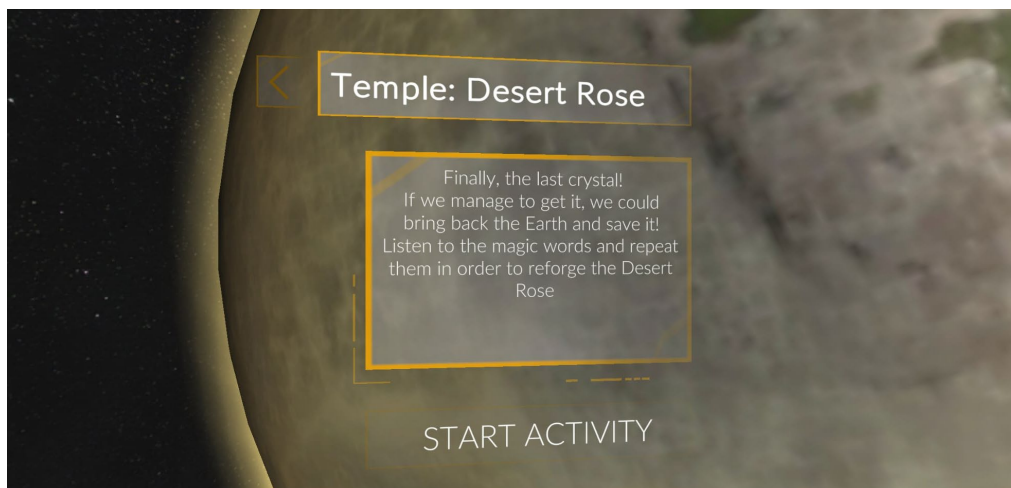 Temple: Desert Rose
Finally, the last crystal!
If we manage to get it, we could
bring back the Earth and save it!
Listen to the magic words and repeat
them in order to reforge the Desert
Rose
START ACTIVITY